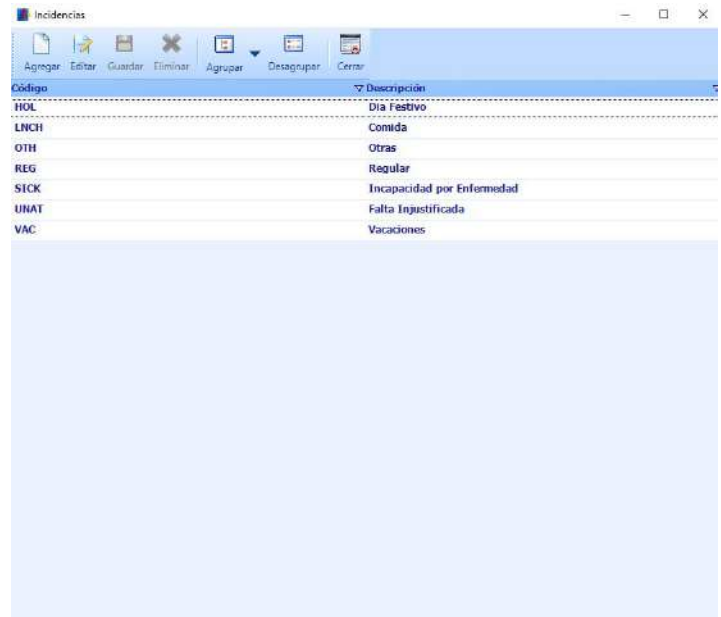 Incidencias
Agregar Editar Guardar Eliminar Agrupar Desagrupar Cerrar
Código Descripción
HOL Dia Festivo
LNCH Comida
OTH Otras
REG Regular
SICK Incapacidad por Enfermedad
UNAT Falta Injustificada
VAC Vacaciones